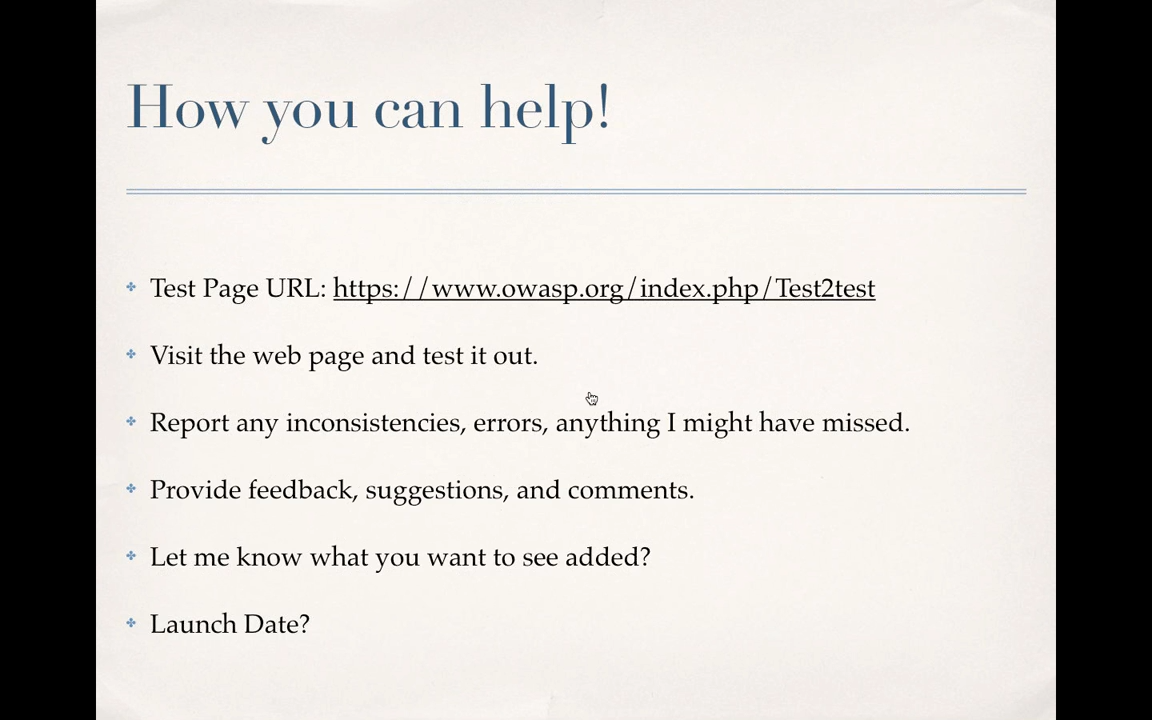 How you can help!
Test Page URL: https://www.owasp.org/index.php/Test2test
Visit the web page and test it out.
Report any inconsistencies, errors, anything I might have missed.
Provide feedback, suggestions, and comments.
Let me know what you want to see added?
Launch Date?